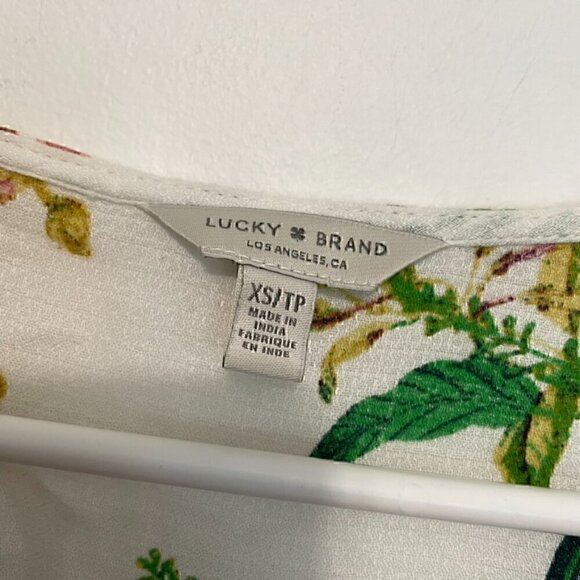 LUCKY BRAND
LOS ANGELES, CA
XS/TP
MADE IN
INDIA
FABRIQUE
EN INDE